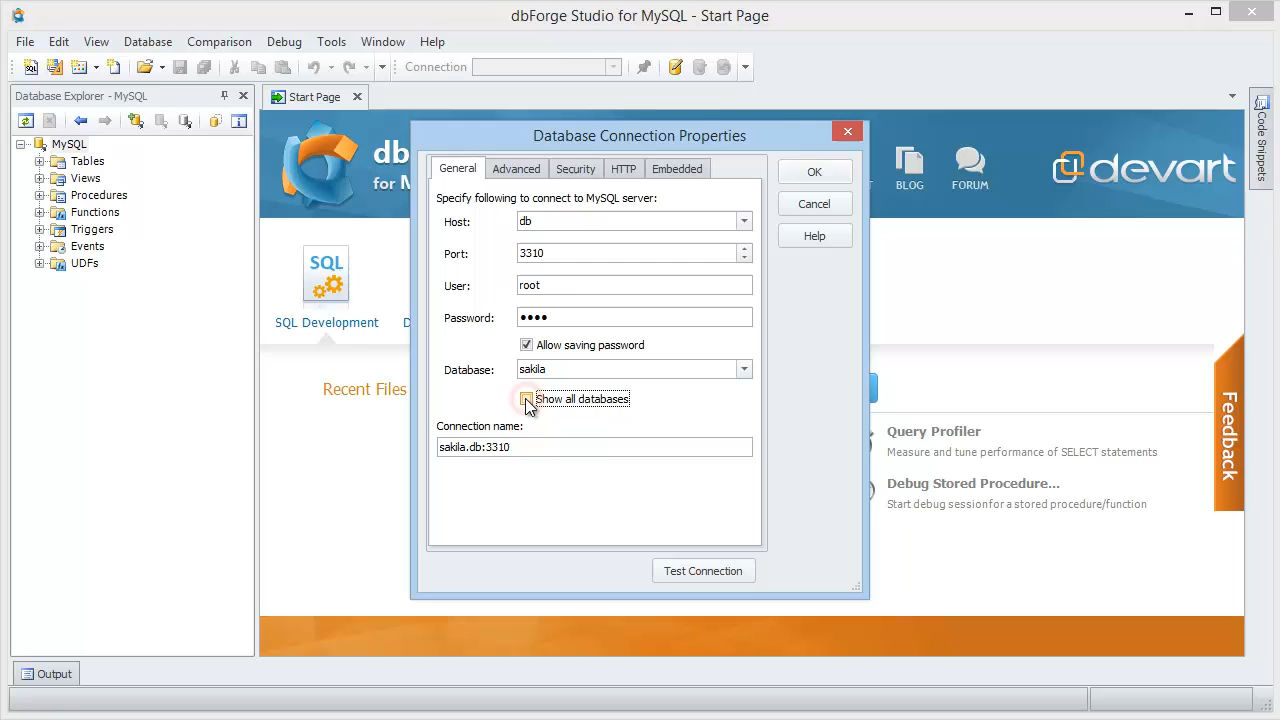 dbForge Studio for MySQL - Start Page
File Edit View Database Comparison Debug Tools Window Help
Connection
Database Explorer - MySQL
Start Page
MySQL
Tables
Views
Procedures
Functions
Triggers
Events
UDFs
db
for
BLOG
FORUM
devart
Code Snippets
SQL
SQL Development
Recent Files
Database Connection Properties
General Advanced Security HTTP Embedded
OK
Cancel
Help
Specify following to connect to MySQL server:
Host: db
Port: 3310
User: root
Password: ••••
Allow saving password
Database: sakila
Show all databases
Connection name:
sakila.db:3310
Test Connection
Query Profiler
Measure and tune performance of SELECT statements
Debug Stored Procedure...
Start debug session for a stored procedure/function
Feedback
Output